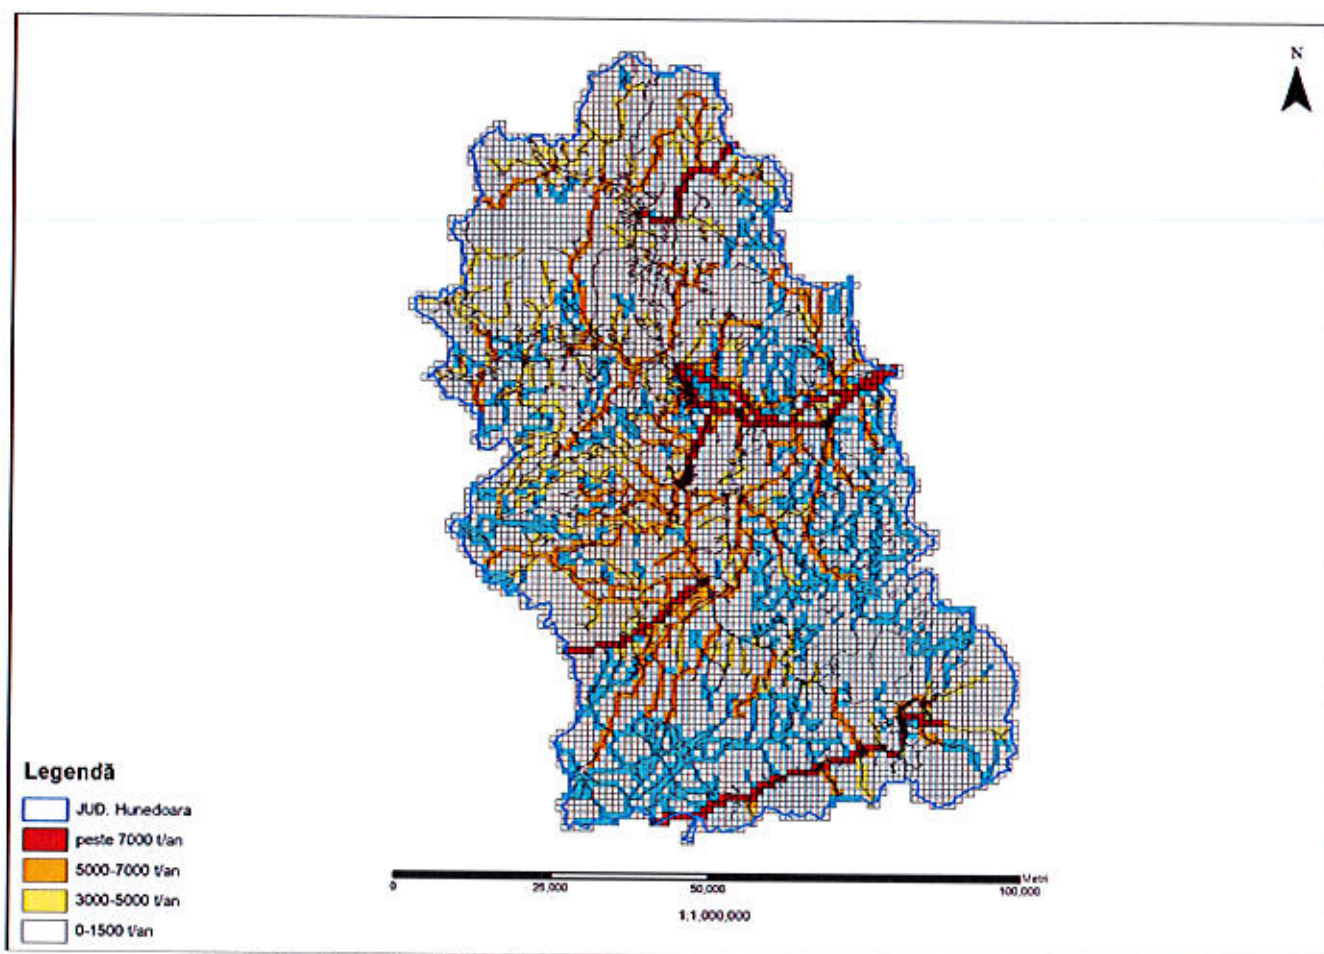 N
Legendă
JUD. Hunedoara
peste 7000 t/an
5000-7000 t/an
3000-5000 t/an
0-1500 t/an
0 25,000 50,000 100,000 Metri
1:1,000,000